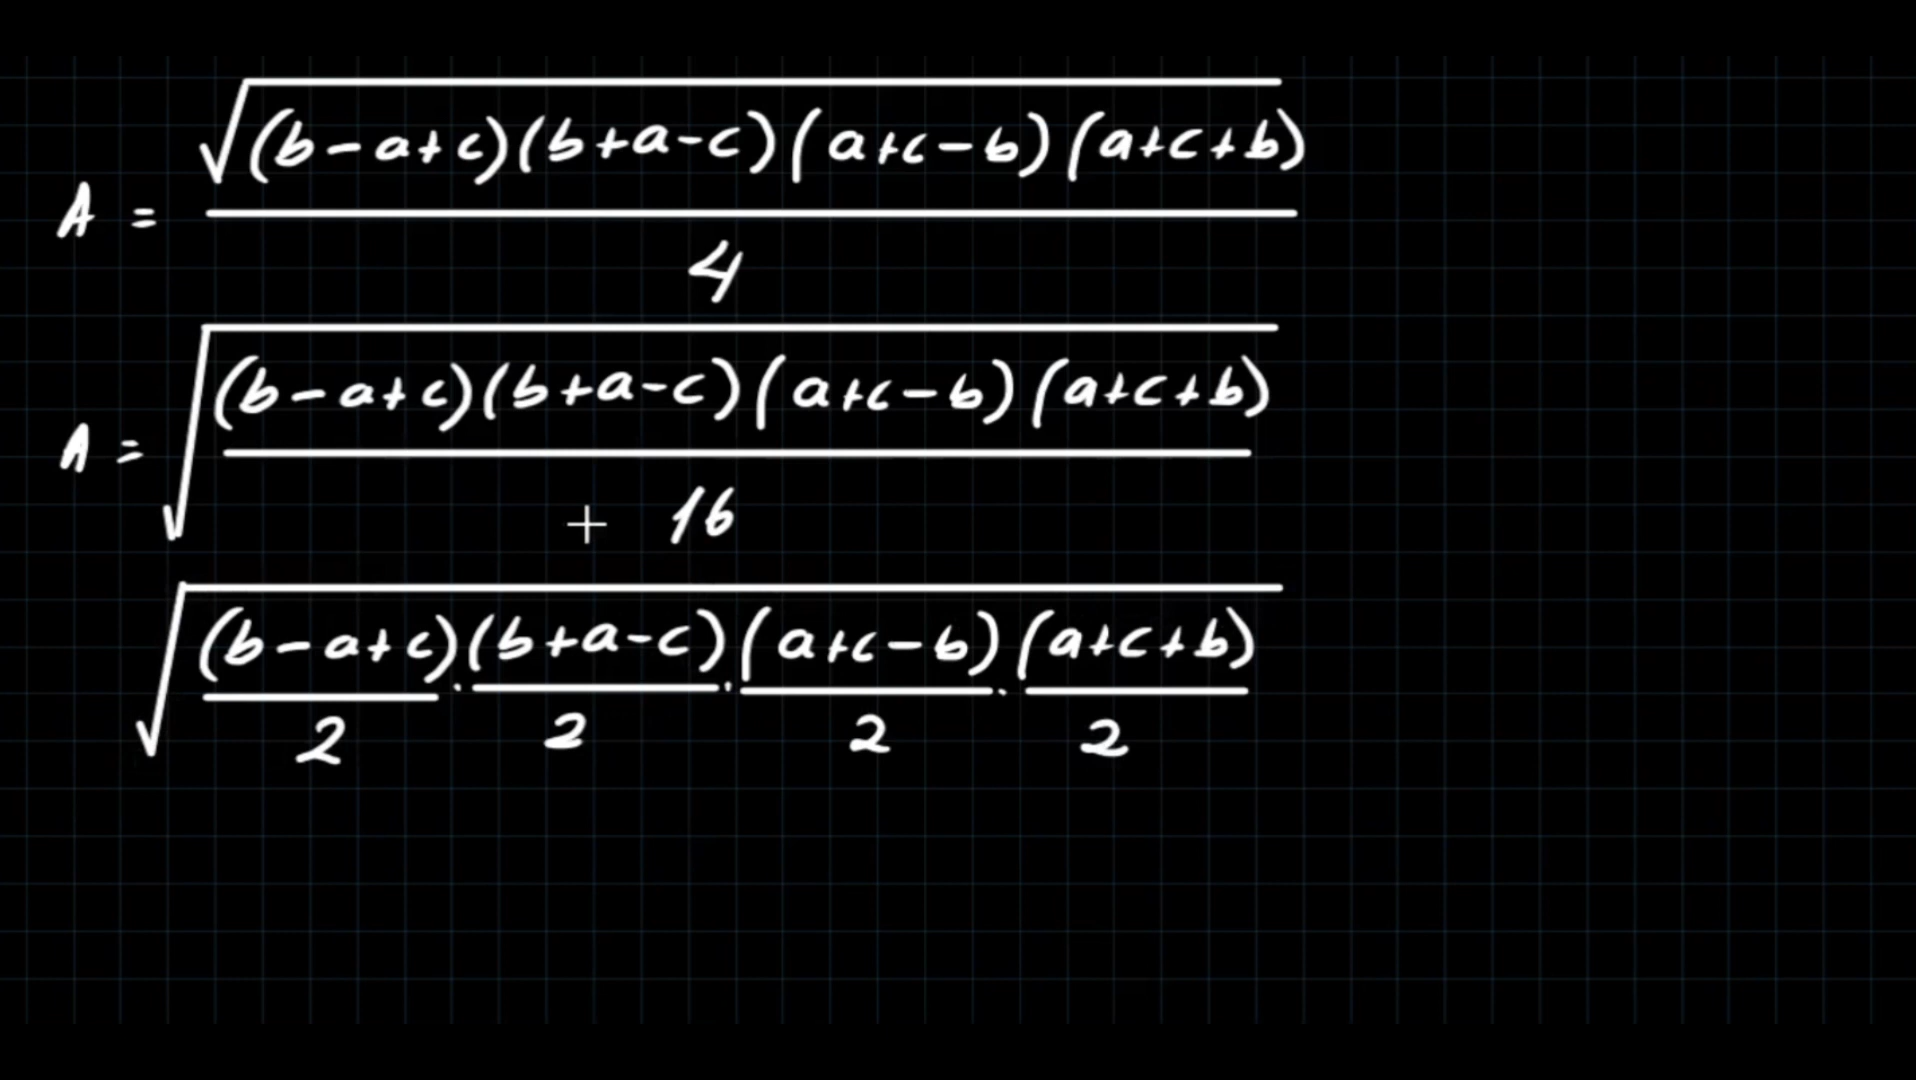 A = √((b-a+c)(b+a-c)(a+c-b)(a+c+b)) / 4
A = √((b-a+c)(b+a-c)(a+c-b)(a+c+b) / 16)
√((b-a+c)/2 · (b+a-c)/2 · (a+c-b)/2 · (a+c+b)/2)